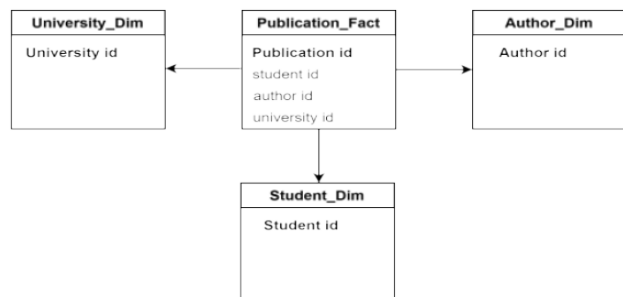 University_Dim
University id
Publication_Fact
Publication id
student id
author id
university id
Author_Dim
Author id
Student_Dim
Student id